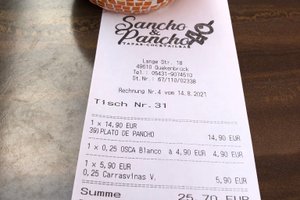 Sancho
& Pancho
TAPAS COCKTAILBAR
Lange Str. 18
49610 Quakenbrück
Tel : 05431-9074510
St.Nr.: 67/110/02338
Rechnung Nr.4 vom 14.8.2021
Tisch Nr.31
1 x 14,90 EUR
39)PLATO DE PANCHO 14,90 EUR
1 x 0,25 OSCA Blanco à 4,90 EUR 4,90 EUR
1 x 5,90 EUR
0,25 Carrasvinas V. 5,90 EUR
Summe 25,70 EUR